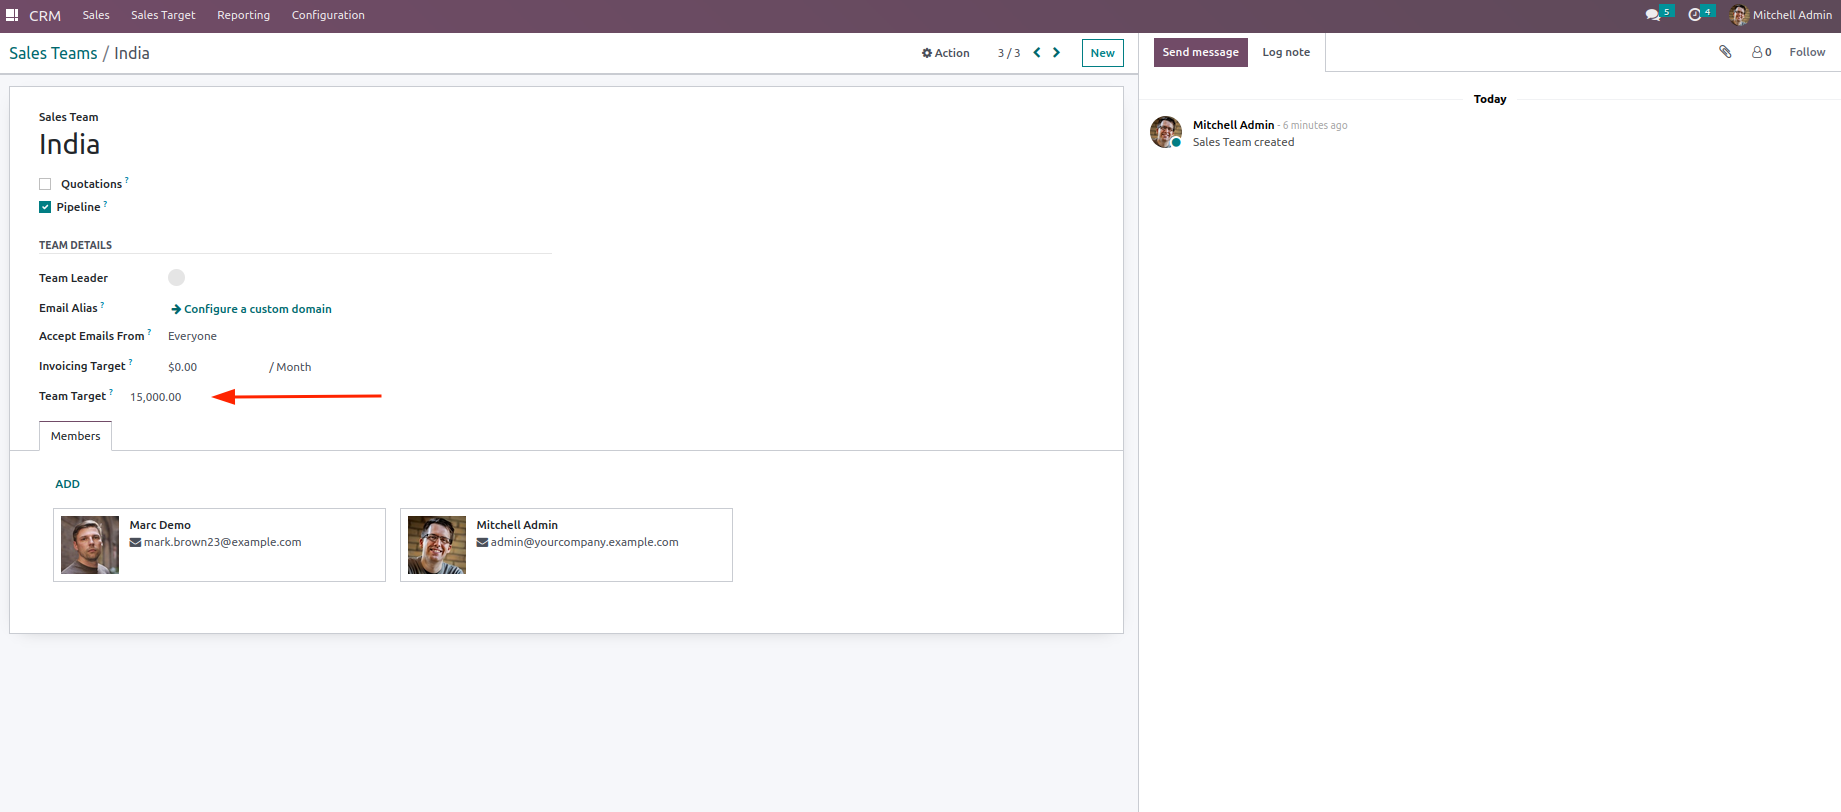 CRM Sales Sales Target Reporting Configuration 5 4 Mitchell Admin
Sales Teams / India Action 3 / 3 New
Send message Log note 0 Follow
Today
Mitchell Admin - 6 minutes ago
Sales Team created
Sales Team
India
Quotations ?
Pipeline ?
TEAM DETAILS
Team Leader
Email Alias ? Configure a custom domain
Accept Emails From ? Everyone
Invoicing Target ? $0.00 / Month
Team Target ? 15,000.00
Members
ADD
Marc Demo
mark.brown23@example.com
Mitchell Admin
admin@yourcompany.example.com